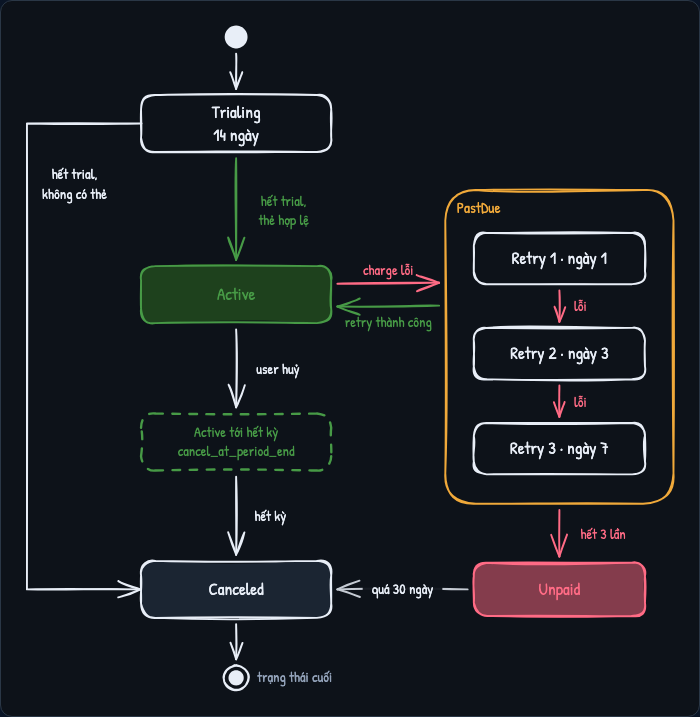 Trialing
14 ngày
hết trial,
không có thẻ
hết trial,
thẻ hợp lệ
PastDue
Retry 1 · ngày 1
charge lỗi
Active
lỗi
retry thành công
Retry 2 · ngày 3
user huỷ
lỗi
Active tới hết kỳ
cancel_at_period_end
Retry 3 · ngày 7
hết kỳ
hết 3 lần
Canceled
quá 30 ngày
Unpaid
trạng thái cuối